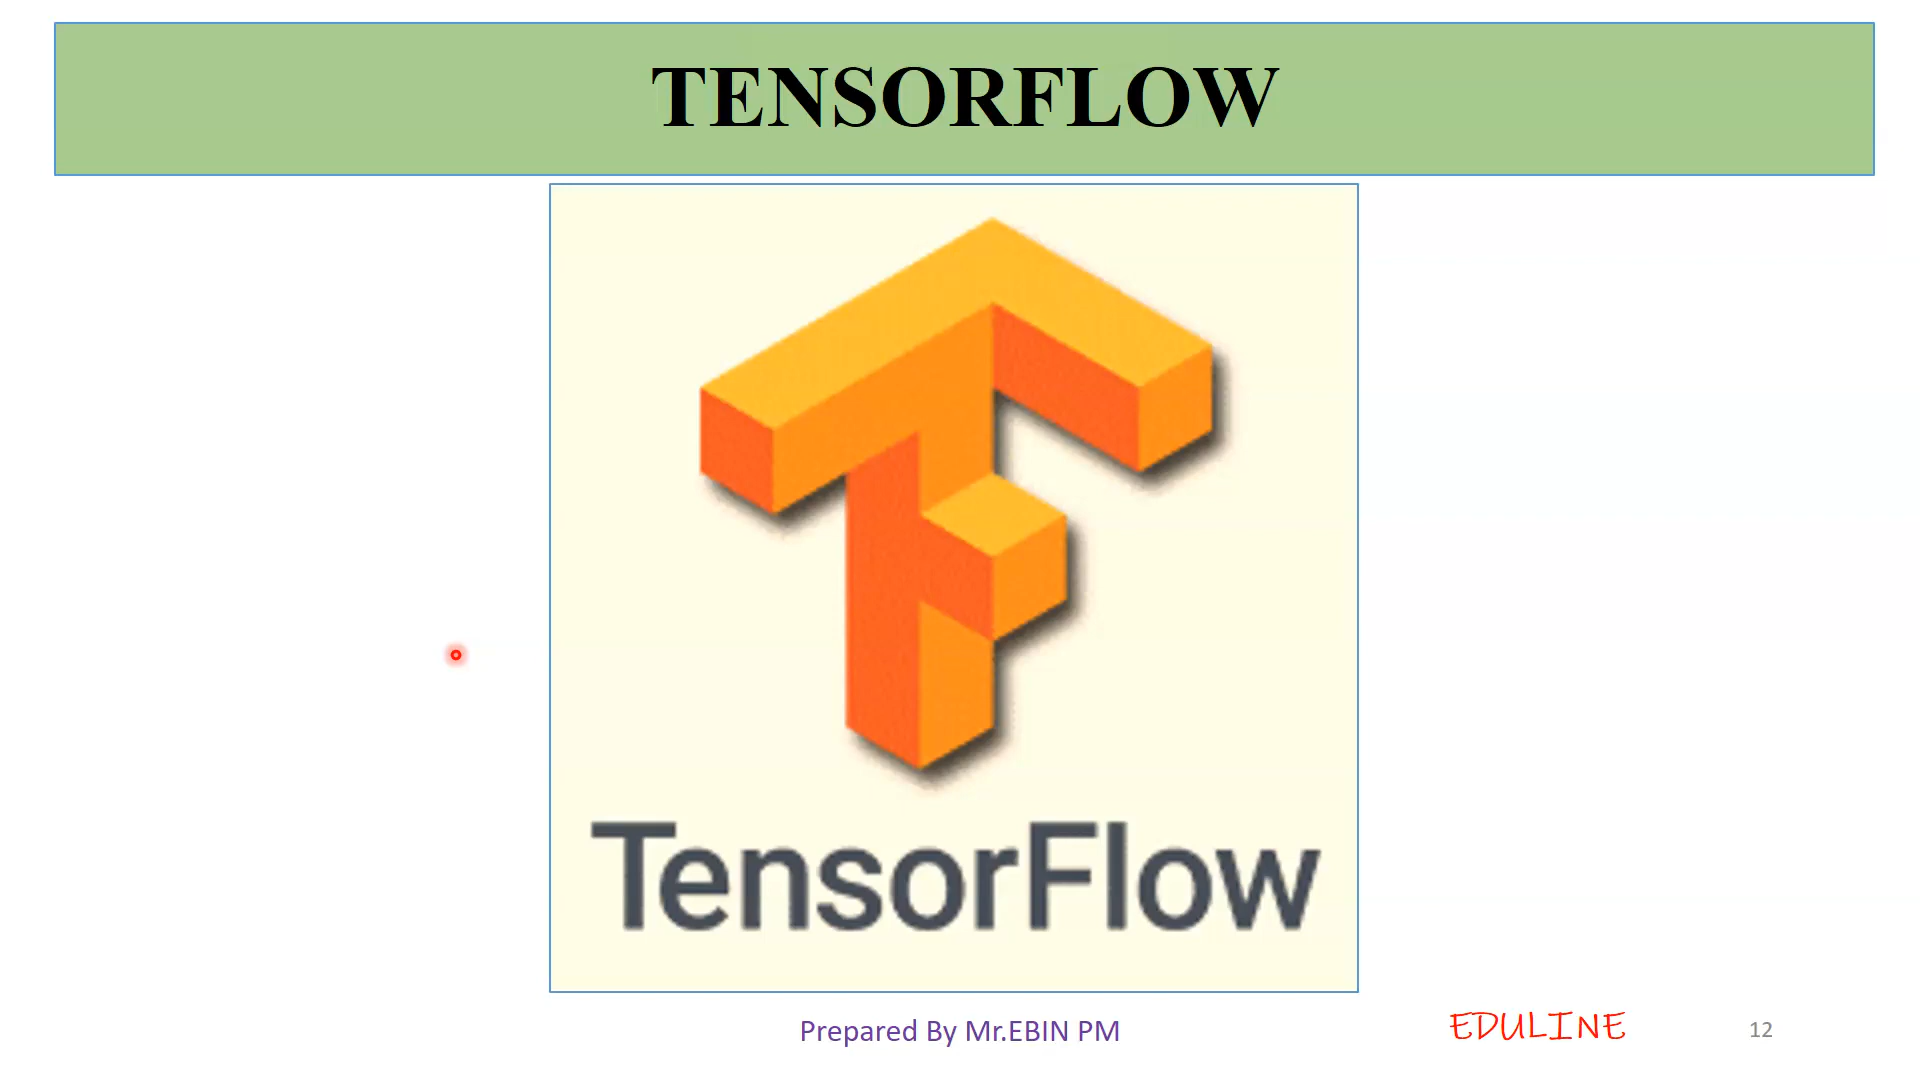 TENSORFLOW
TensorFlow
Prepared By Mr.EBIN PM
EDULINE
12